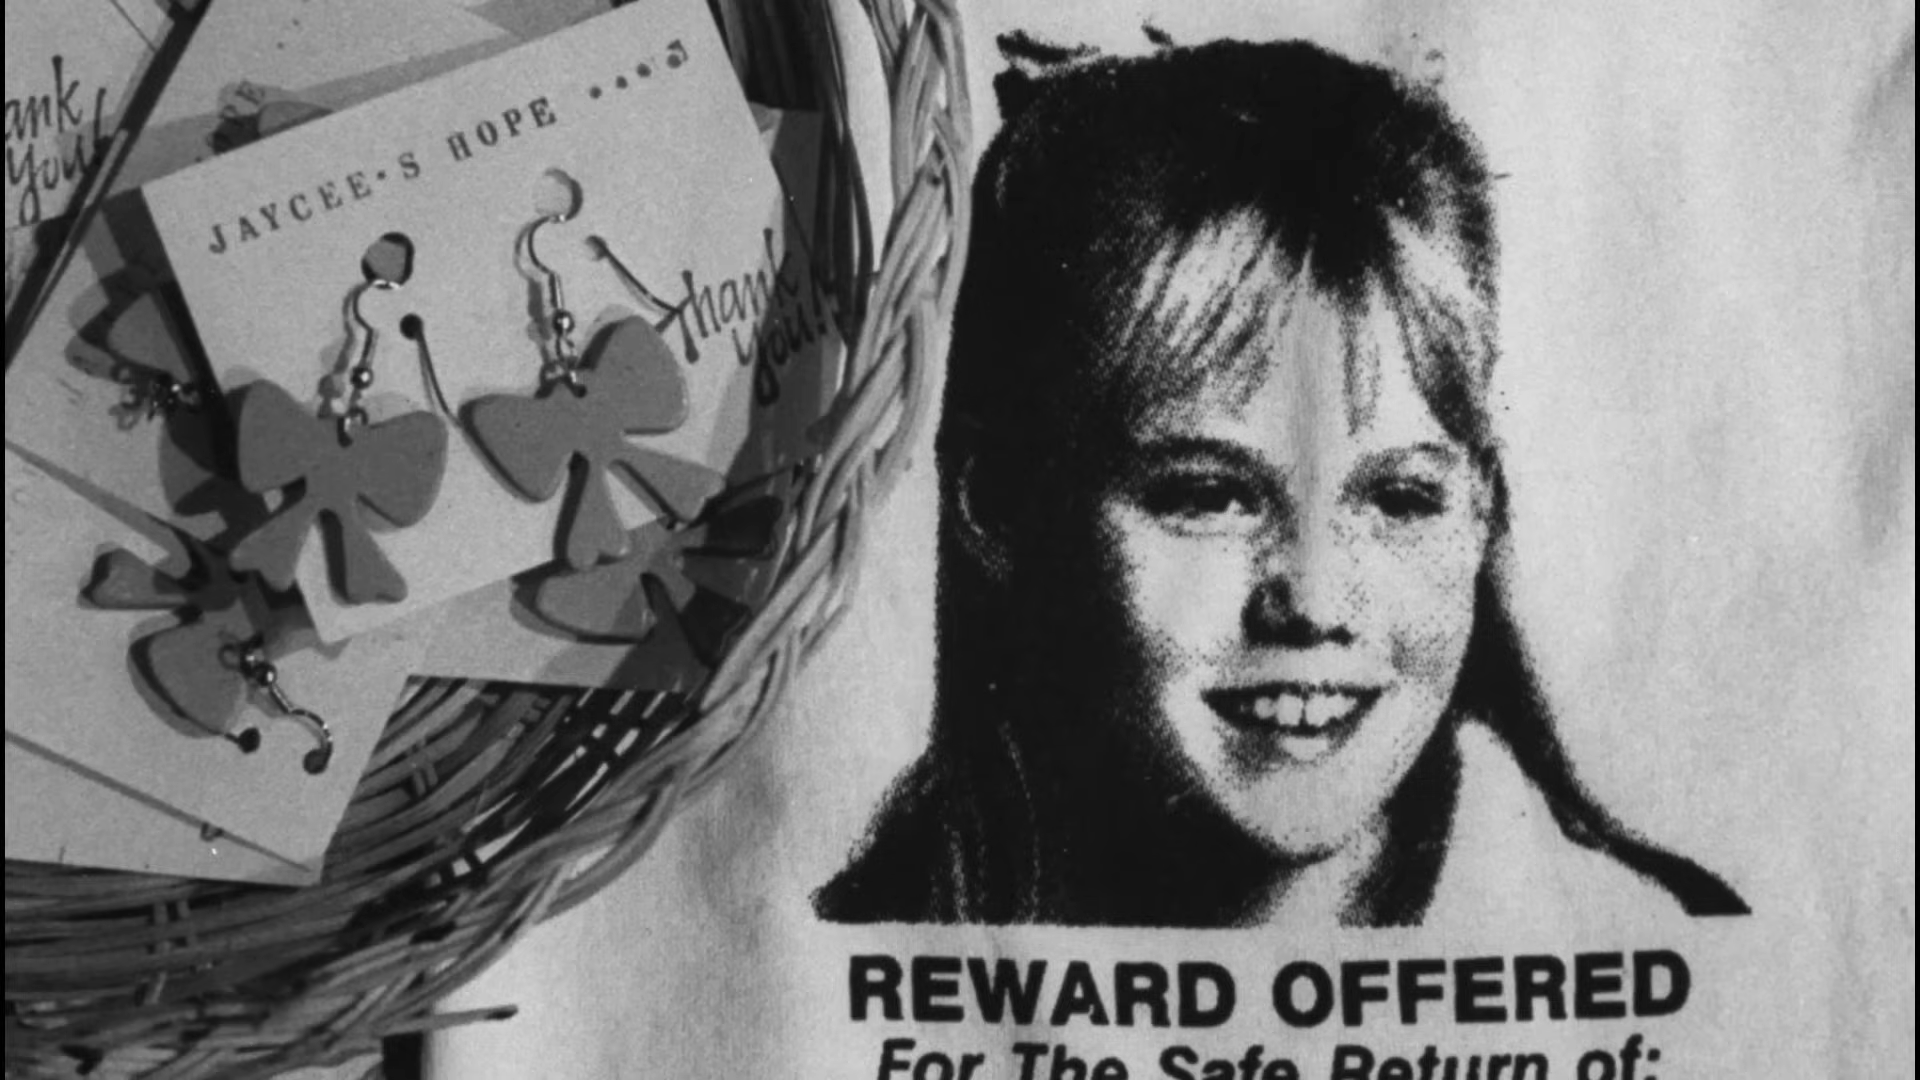 ank
you!
JAYCEE·S HOPE ....
Thank
you!
REWARD OFFERED
For The Safe Return of: